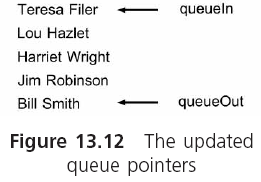 Teresa Filer queueIn
Lou Hazlet
Harriet Wright
Jim Robinson
Bill Smith queueOut
Figure 13.12 The updated
queue pointers